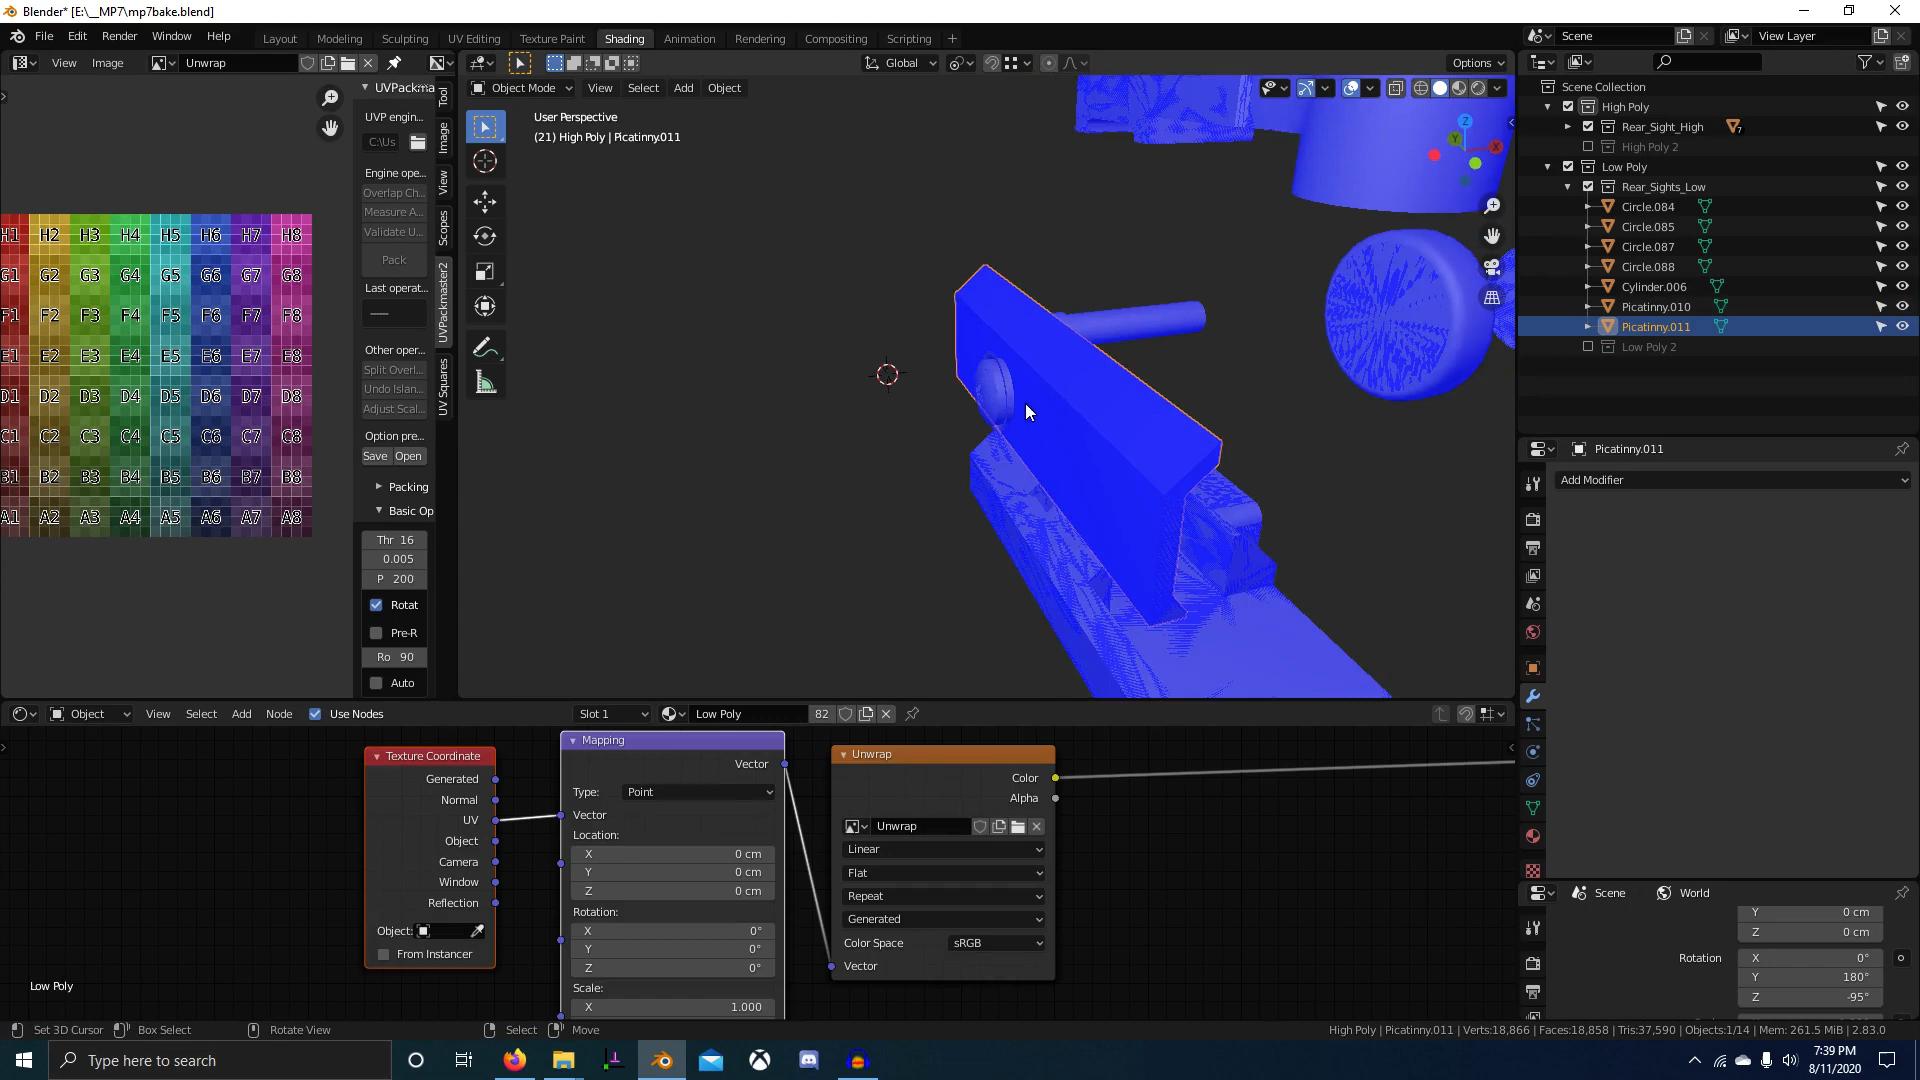 Blender* [E:\__MP7\mp7bake.blend]
File Edit Render Window Help
Layout Modeling Sculpting UV Editing Texture Paint Shading Animation Rendering Compositing Scripting +
Scene
View Layer
View Image Unwrap
Global
Options
Object Mode View Select Add Object
User Perspective
(21) High Poly | Picatinny.011
UVPackma
UVP engin...
C:\Us
Engine ope...
Overlap Ch...
Measure A...
Validate U...
Pack
Last operat...
Other oper...
Split Overl...
Undo Islan...
Adjust Scal...
Option pre...
Save Open
Packing
Basic Op
Thr 16
0.005
P 200
Rotat
Pre-R
Ro 90
Auto
Tool
Image
View
Scopes
UVPackmaster2
UV Squares
H1 H2 H3 H4 H5 H6 H7 H8
G1 G2 G3 G4 G5 G6 G7 G8
F1 F2 F3 F4 F5 F6 F7 F8
E1 E2 E3 E4 E5 E6 E7 E8
D1 D2 D3 D4 D5 D6 D7 D8
C1 C2 C3 C4 C5 C6 C7 C8
B1 B2 B3 B4 B5 B6 B7 B8
A1 A2 A3 A4 A5 A6 A7 A8
Z
Y
X
Scene Collection
High Poly
Rear_Sight_High 7
High Poly 2
Low Poly
Rear_Sights_Low
Circle.084
Circle.085
Circle.087
Circle.088
Cylinder.006
Picatinny.010
Picatinny.011
Low Poly 2
Picatinny.011
Add Modifier
Scene World
Y 0 cm
Z 0 cm
Rotation X 0°
Y 180°
Z -95°
Object View Select Add Node Use Nodes
Slot 1
Low Poly 82
Texture Coordinate
Generated
Normal
UV
Object
Camera
Window
Reflection
Object:
From Instancer
Mapping
Vector
Type: Point
Vector
Location:
X 0 cm
Y 0 cm
Z 0 cm
Rotation:
X 0°
Y 0°
Z 0°
Scale:
X 1.000
Unwrap
Color
Alpha
Unwrap
Linear
Flat
Repeat
Generated
Color Space sRGB
Vector
Low Poly
Set 3D Cursor Box Select Rotate View Select Move
High Poly | Picatinny.011 | Verts:18,866 | Faces:18,858 | Tris:37,590 | Objects:1/14 | Mem: 261.5 MiB | 2.83.0
Type here to search
7:39 PM
8/11/2020